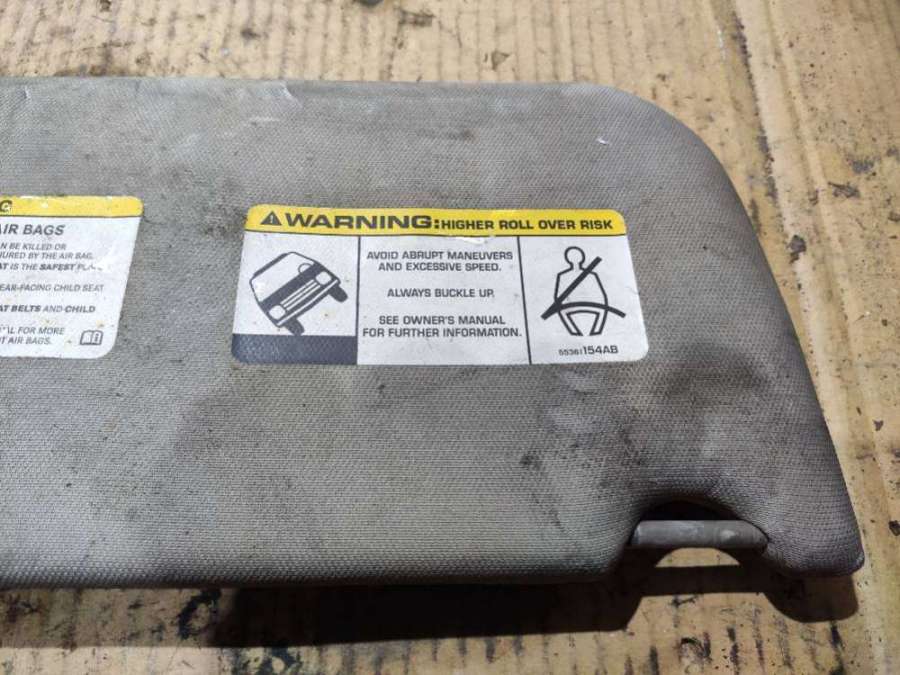 G
AIR BAGS
N BE KILLED OR
URED BY THE AIR BAG.
AT IS THE SAFEST PLA
EAR-FACING CHILD SEAT
AT BELTS AND CHILD
L FOR MORE
T AIR BAGS.
WARNING: HIGHER ROLL OVER RISK
AVOID ABRUPT MANEUVERS
AND EXCESSIVE SPEED.
ALWAYS BUCKLE UP.
SEE OWNER'S MANUAL
FOR FURTHER INFORMATION.
55361154AB